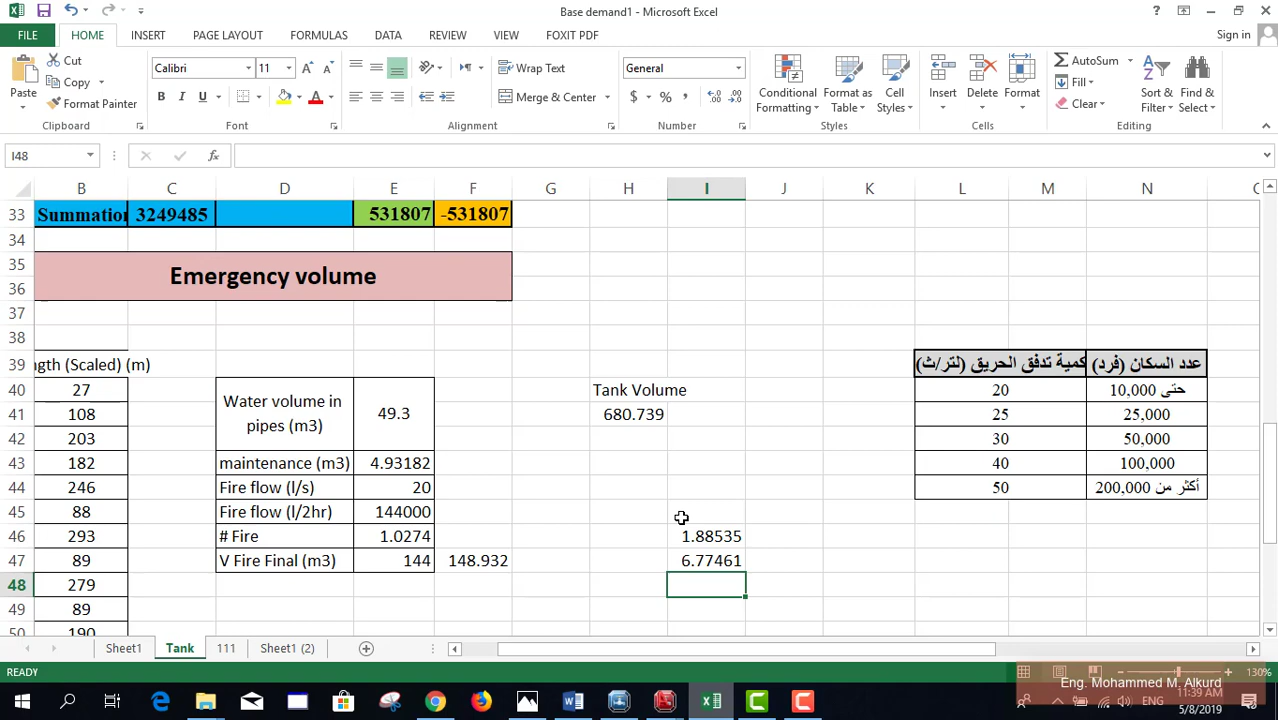 Base demand1 - Microsoft Excel
FILE HOME INSERT PAGE LAYOUT FORMULAS DATA REVIEW VIEW FOXIT PDF Sign in
Paste Cut Copy Format Painter
Calibri 11
B I U
Wrap Text
Merge & Center
General
$ % ,
Conditional Formatting Format as Table Cell Styles
Insert Delete Format
AutoSum Fill Clear
Sort & Filter Find & Select
Clipboard Font Alignment Number Styles Cells Editing
I48 fx
B C D E F G H I J K L M N
33 Summation 3249485 531807 -531807
34
35 Emergency volume
36
37
38
39 ngth (Scaled) (m) كمية تدفق الحريق (لتر/ث) عدد السكان (فرد)
40 27 Water volume in pipes (m3) 49.3 Tank Volume 20 حتى 10,000
41 108 680.739 25 25,000
42 203 30 50,000
43 182 maintenance (m3) 4.93182 40 100,000
44 246 Fire flow (l/s) 20 50 أكثر من 200,000
45 88 Fire flow (l/2hr) 144000
46 293 # Fire 1.0274 1.88535
47 89 V Fire Final (m3) 144 148.932 6.77461
48 279
49 89
50 190
Sheet1 Tank 111 Sheet1 (2)
READY 130%
Eng. Mohammed M. Alkurd
11:39 AM
5/8/2019